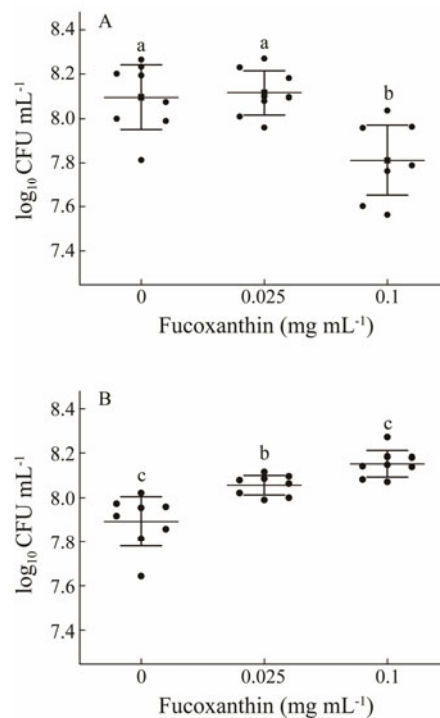 A
8.4
a
a
8.2
b
8.0
7.8
7.6
7.4
log₁₀ CFU mL⁻¹
0
0.025
0.1
Fucoxanthin (mg mL⁻¹)
B
8.4
c
8.2
b
c
8.0
7.8
7.6
7.4
log₁₀ CFU mL⁻¹
0
0.025
0.1
Fucoxanthin (mg mL⁻¹)